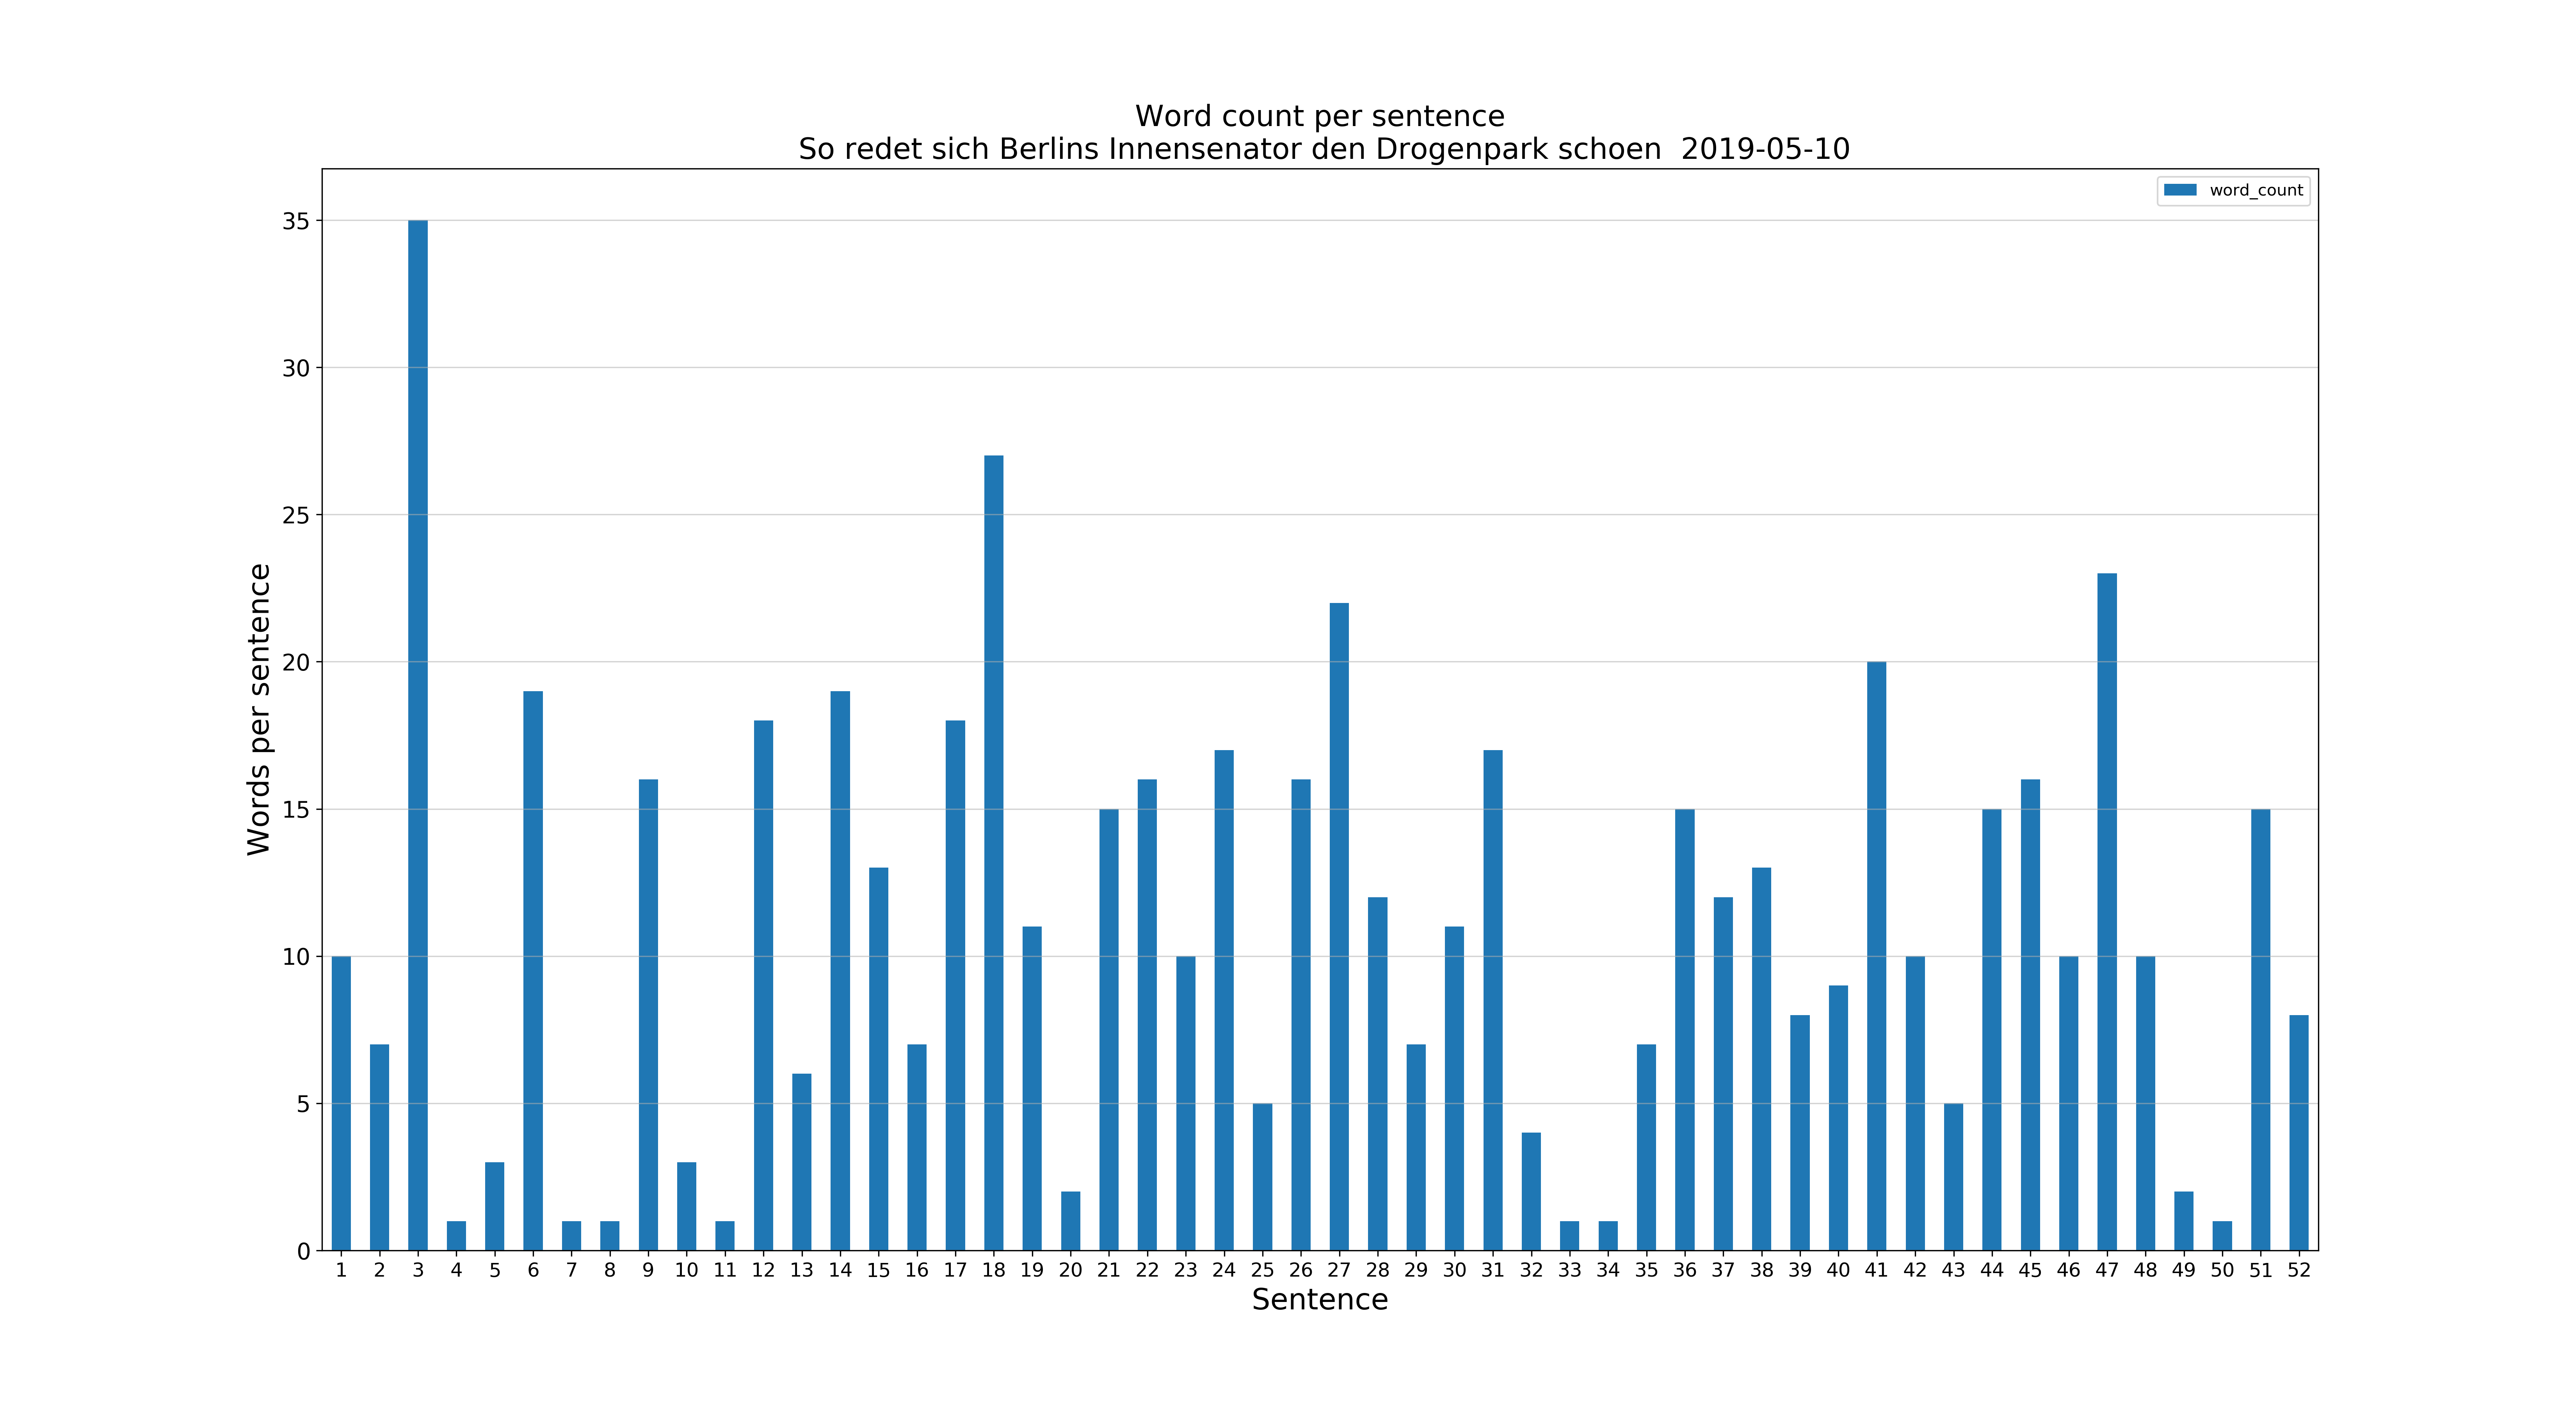 Word count per sentence
So redet sich Berlins Innensenator den Drogenpark schoen  2019-05-10
word_count
Words per sentence
35
30
25
20
15
10
5
0
1 2 3 4 5 6 7 8 9 10 11 12 13 14 15 16 17 18 19 20 21 22 23 24 25 26 27 28 29 30 31 32 33 34 35 36 37 38 39 40 41 42 43 44 45 46 47 48 49 50 51 52
Sentence